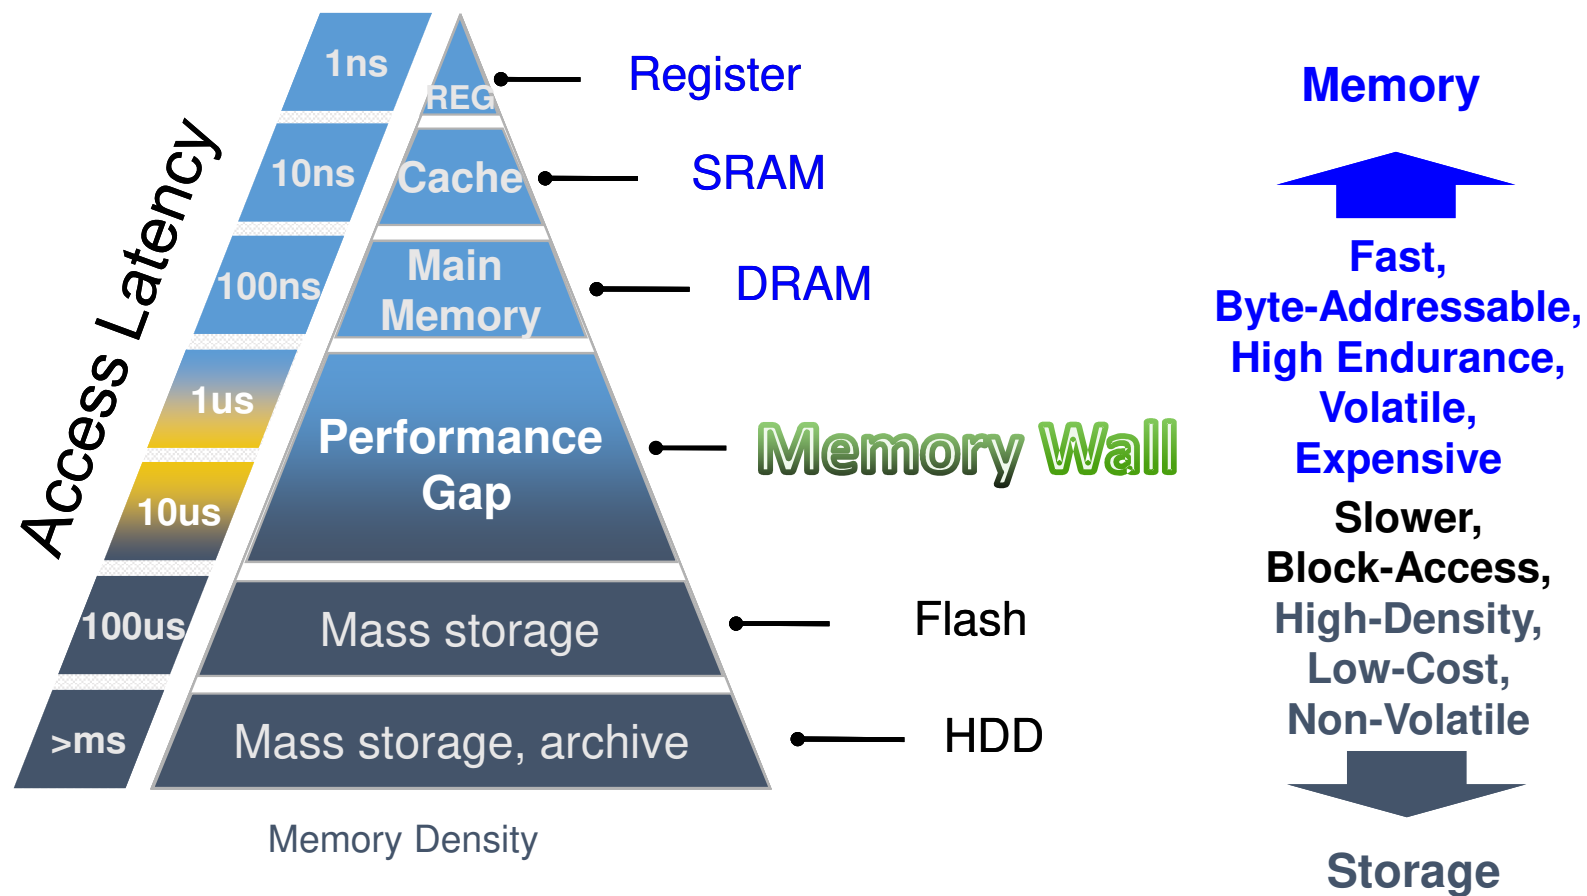 Access Latency
1ns
10ns
100ns
1us
10us
100us
>ms
REG
Cache
Main
Memory
Performance
Gap
Mass storage
Mass storage, archive
Memory Density
Register
SRAM
DRAM
Memory Wall
Flash
HDD
Memory
Fast,
Byte-Addressable,
High Endurance,
Volatile,
Expensive
Slower,
Block-Access,
High-Density,
Low-Cost,
Non-Volatile
Storage